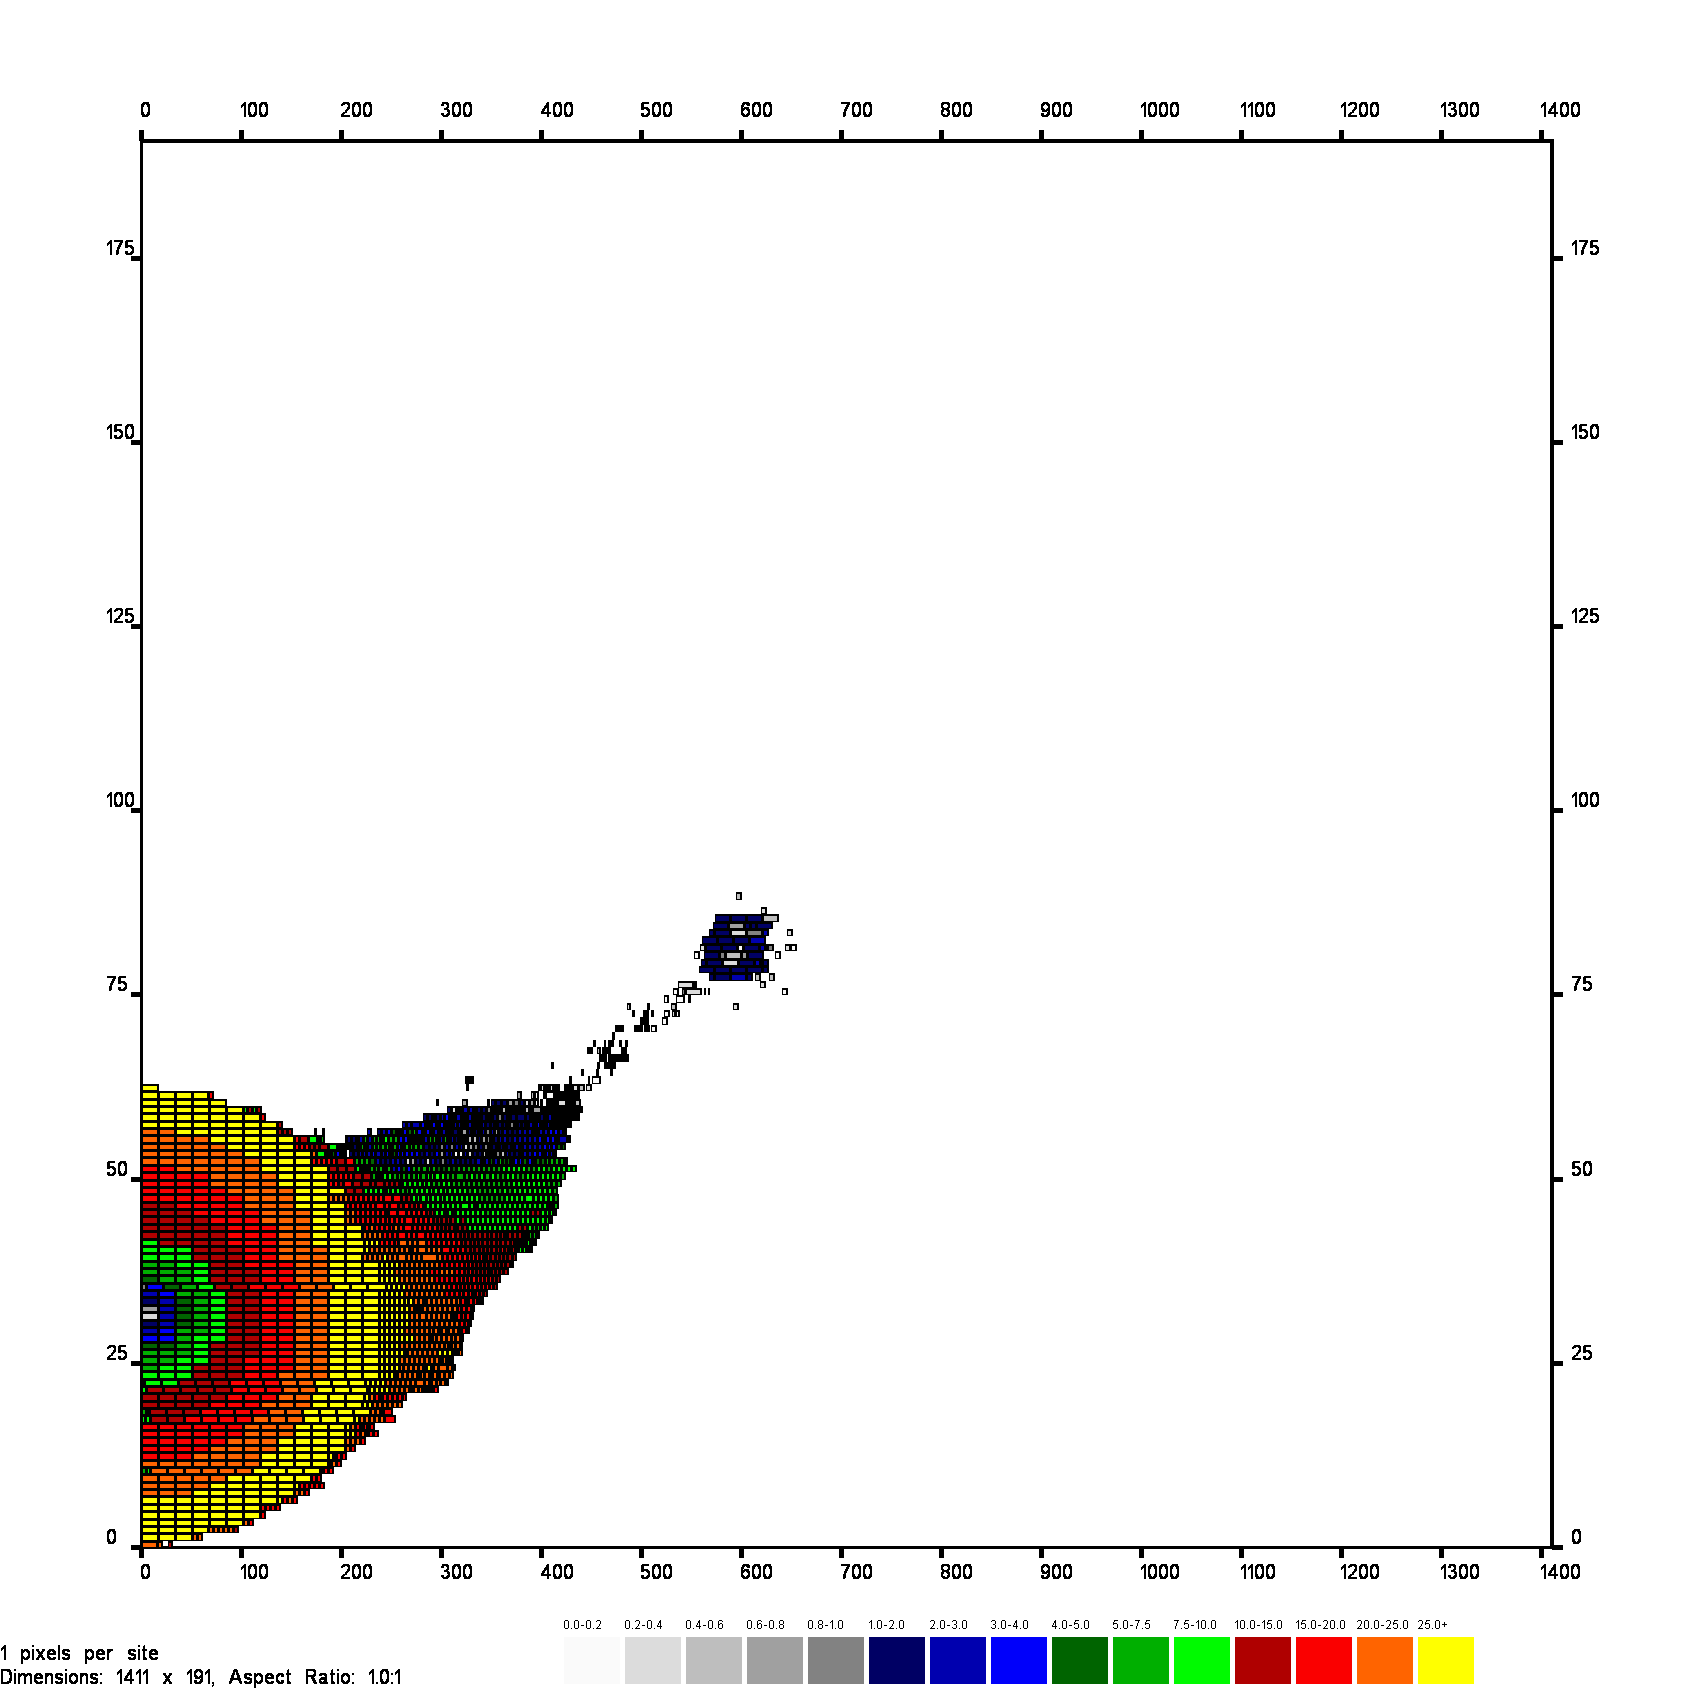 0 100 200 300 400 500 600 700 800 900 1000 1100 1200 1300 1400
175 175
150 150
125 125
100 100
75 75
50 50
25 25
0 0
0 100 200 300 400 500 600 700 800 900 1000 1100 1200 1300 1400
0.0-0.2 0.2-0.4 0.4-0.6 0.6-0.8 0.8-1.0 1.0-2.0 2.0-3.0 3.0-4.0 4.0-5.0 5.0-7.5 7.5-10.0 10.0-15.0 15.0-20.0 20.0-25.0 25.0+
1 pixels per site
Dimensions: 1411 x 191, Aspect Ratio: 1.0:1